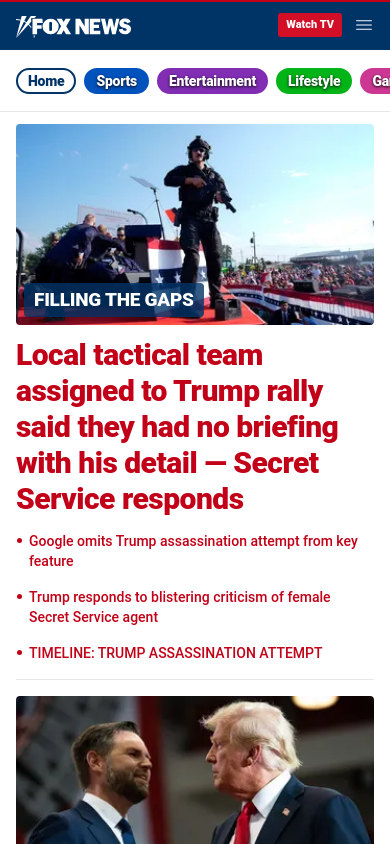 FOX NEWS
Watch TV
Home
Sports
Entertainment
Lifestyle
FILLING THE GAPS
Local tactical team
assigned to Trump rally
said they had no briefing
with his detail — Secret
Service responds
• Google omits Trump assassination attempt from key
feature
• Trump responds to blistering criticism of female
Secret Service agent
• TIMELINE: TRUMP ASSASSINATION ATTEMPT